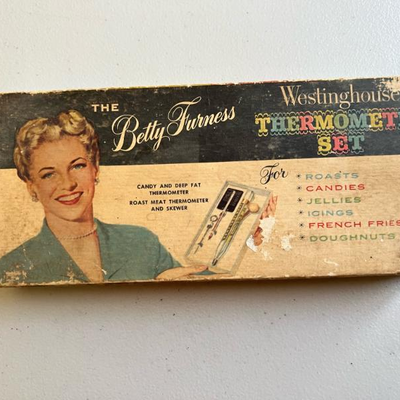 THE
Betty Furness
Westinghouse
THERMOMET
SET
CANDY AND DEEP FAT
THERMOMETER
ROAST MEAT THERMOMETER
AND SKEWER
For
• ROASTS
• CANDIES
• JELLIES
• ICINGS
• FRENCH FRIES
• DOUGHNUTS